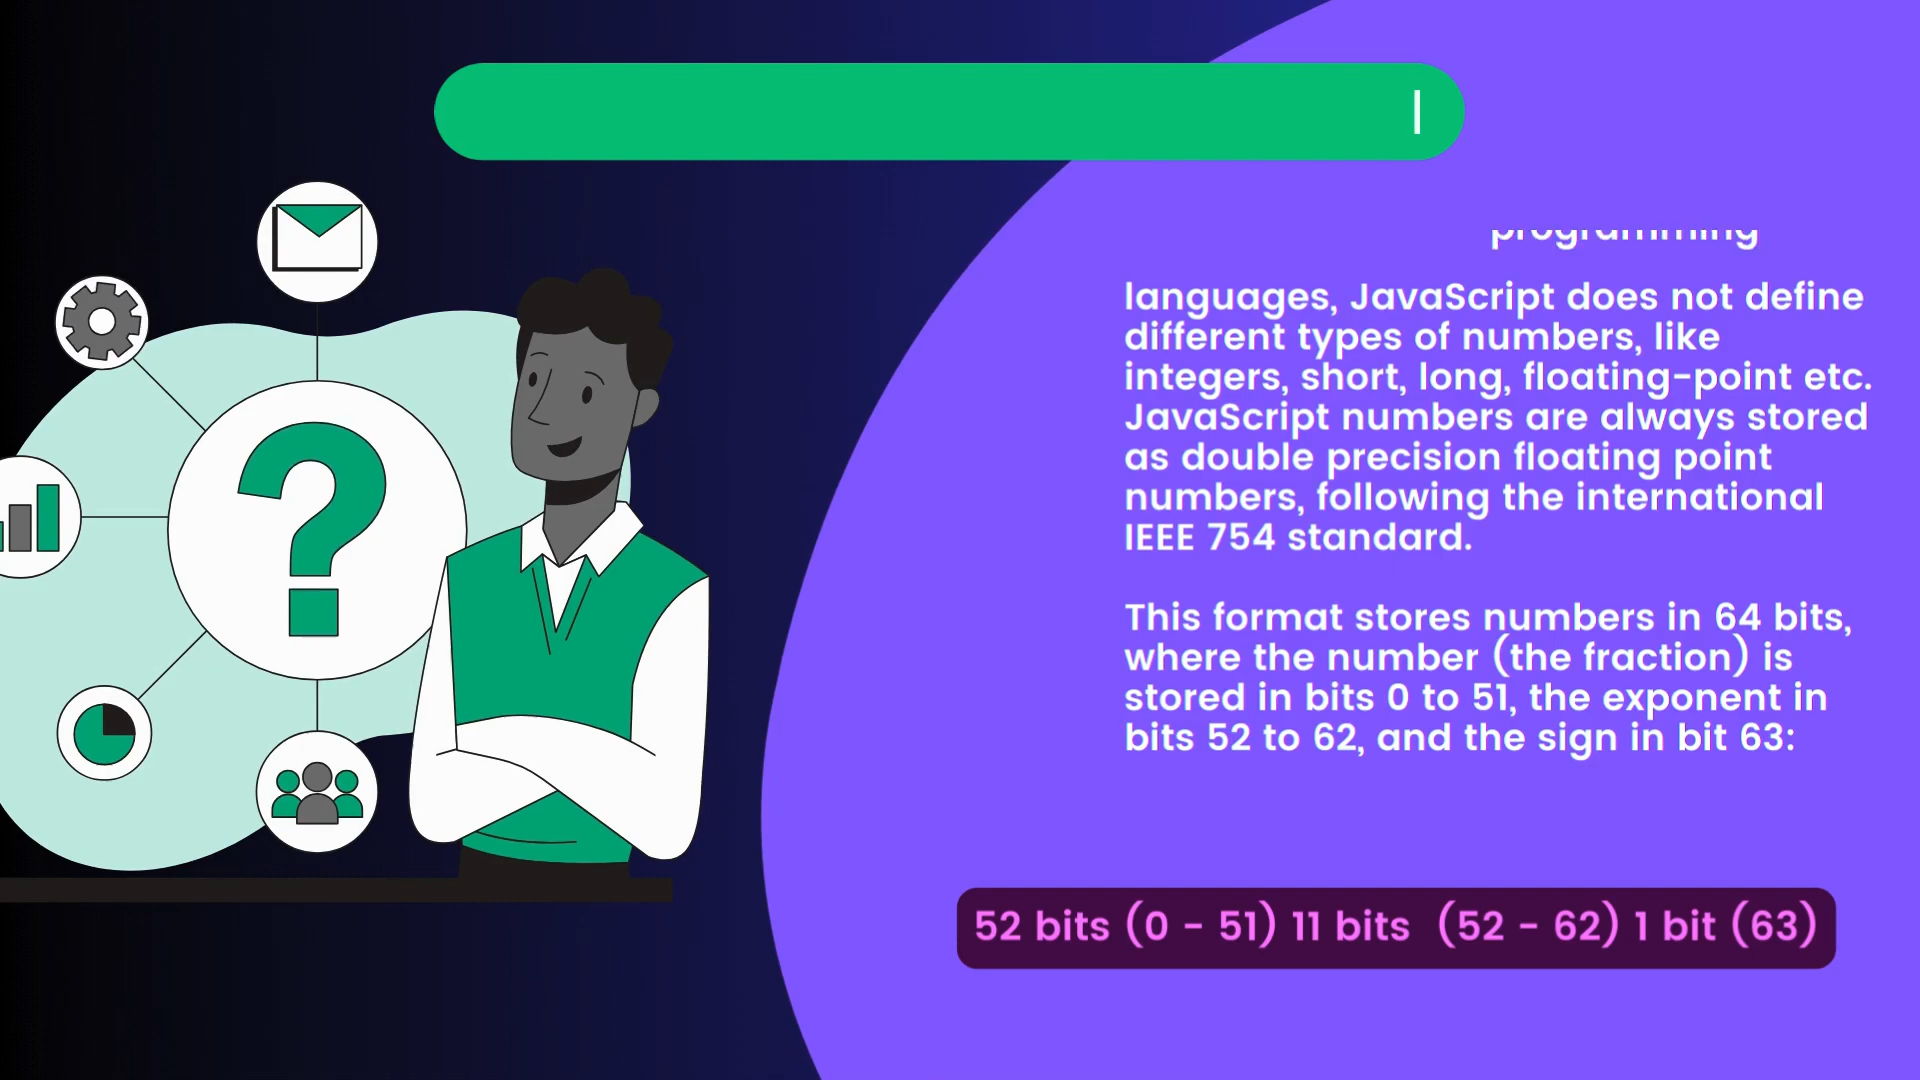 programming
languages, JavaScript does not define
different types of numbers, like
integers, short, long, floating-point etc.
JavaScript numbers are always stored
as double precision floating point
numbers, following the international
IEEE 754 standard.
This format stores numbers in 64 bits,
where the number (the fraction) is
stored in bits 0 to 51, the exponent in
bits 52 to 62, and the sign in bit 63:
52 bits (0 - 51) 11 bits  (52 - 62) 1 bit (63)